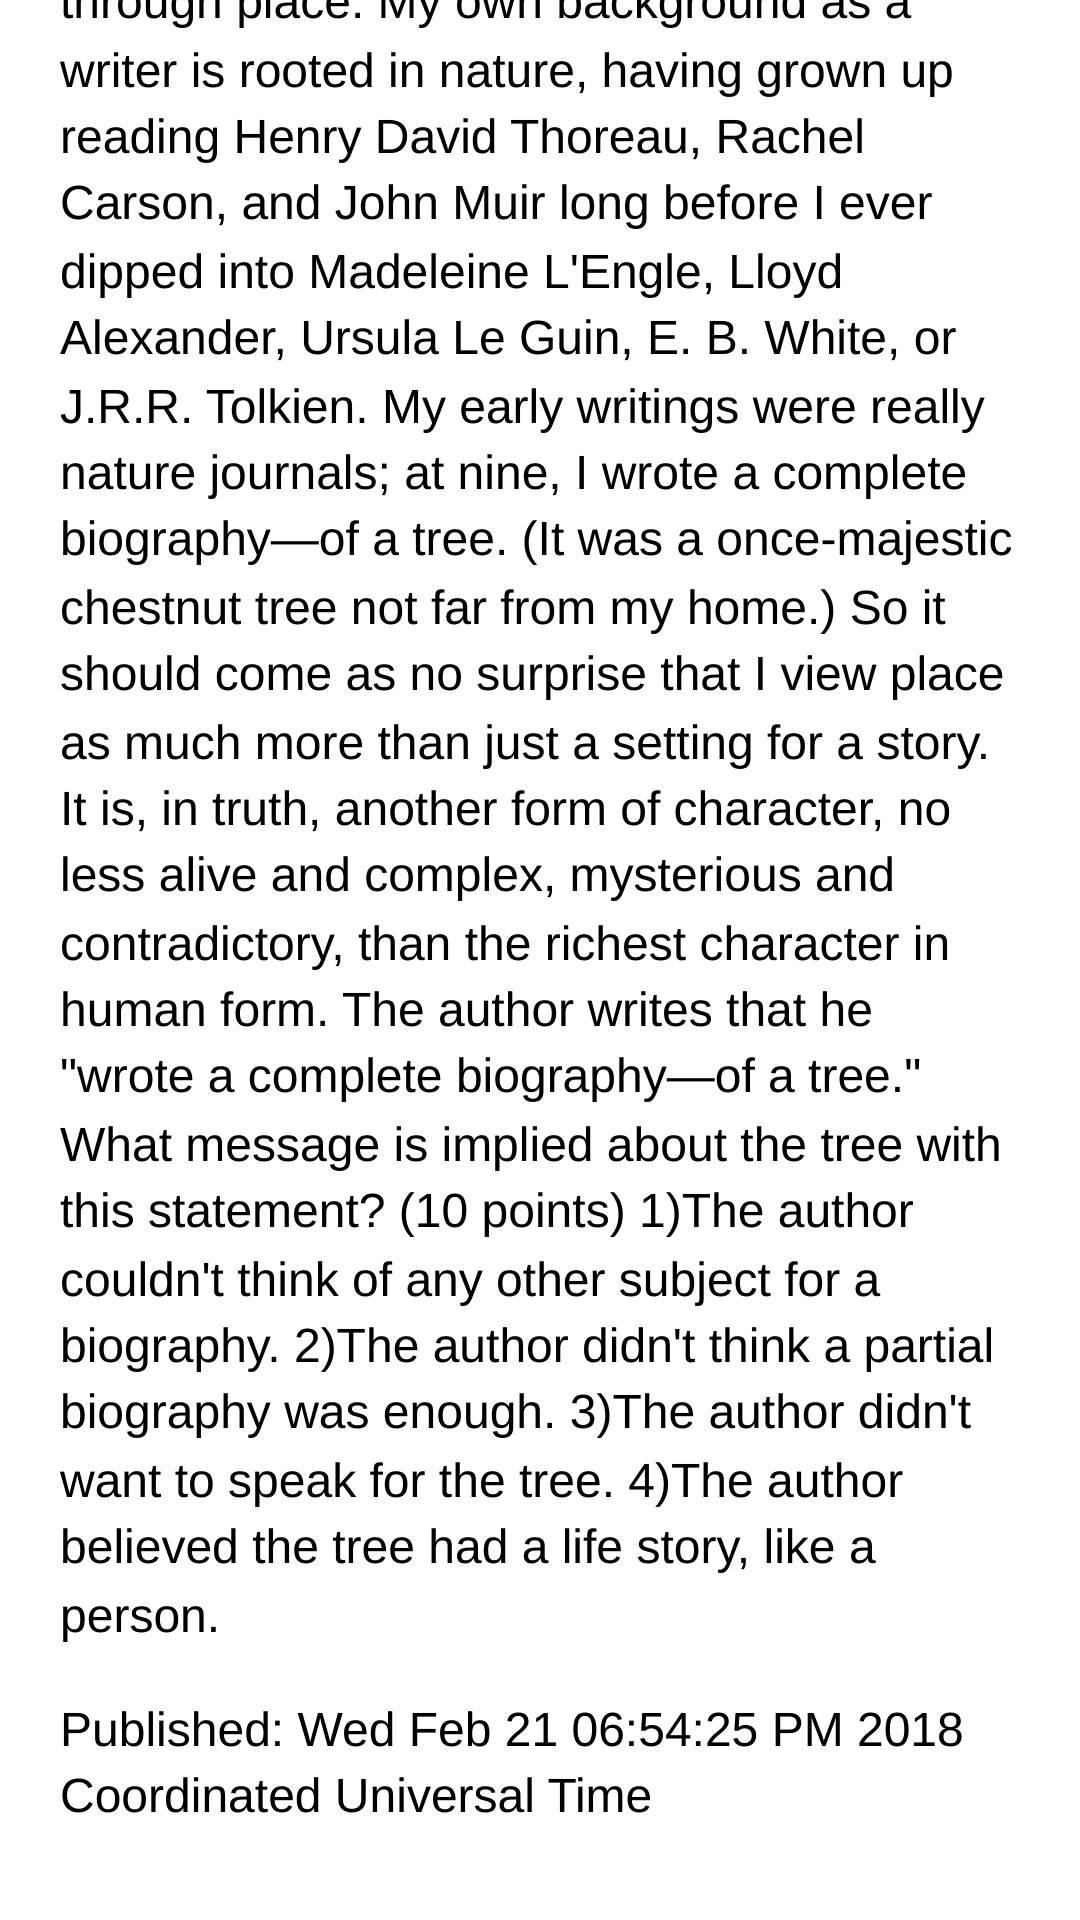 through place. My own background as a
writer is rooted in nature, having grown up
reading Henry David Thoreau, Rachel
Carson, and John Muir long before I ever
dipped into Madeleine L'Engle, Lloyd
Alexander, Ursula Le Guin, E. B. White, or
J.R.R. Tolkien. My early writings were really
nature journals; at nine, I wrote a complete
biography—of a tree. (It was a once-majestic
chestnut tree not far from my home.) So it
should come as no surprise that I view place
as much more than just a setting for a story.
It is, in truth, another form of character, no
less alive and complex, mysterious and
contradictory, than the richest character in
human form. The author writes that he
"wrote a complete biography—of a tree."
What message is implied about the tree with
this statement? (10 points) 1)The author
couldn't think of any other subject for a
biography. 2)The author didn't think a partial
biography was enough. 3)The author didn't
want to speak for the tree. 4)The author
believed the tree had a life story, like a
person.
Published: Wed Feb 21 06:54:25 PM 2018
Coordinated Universal Time